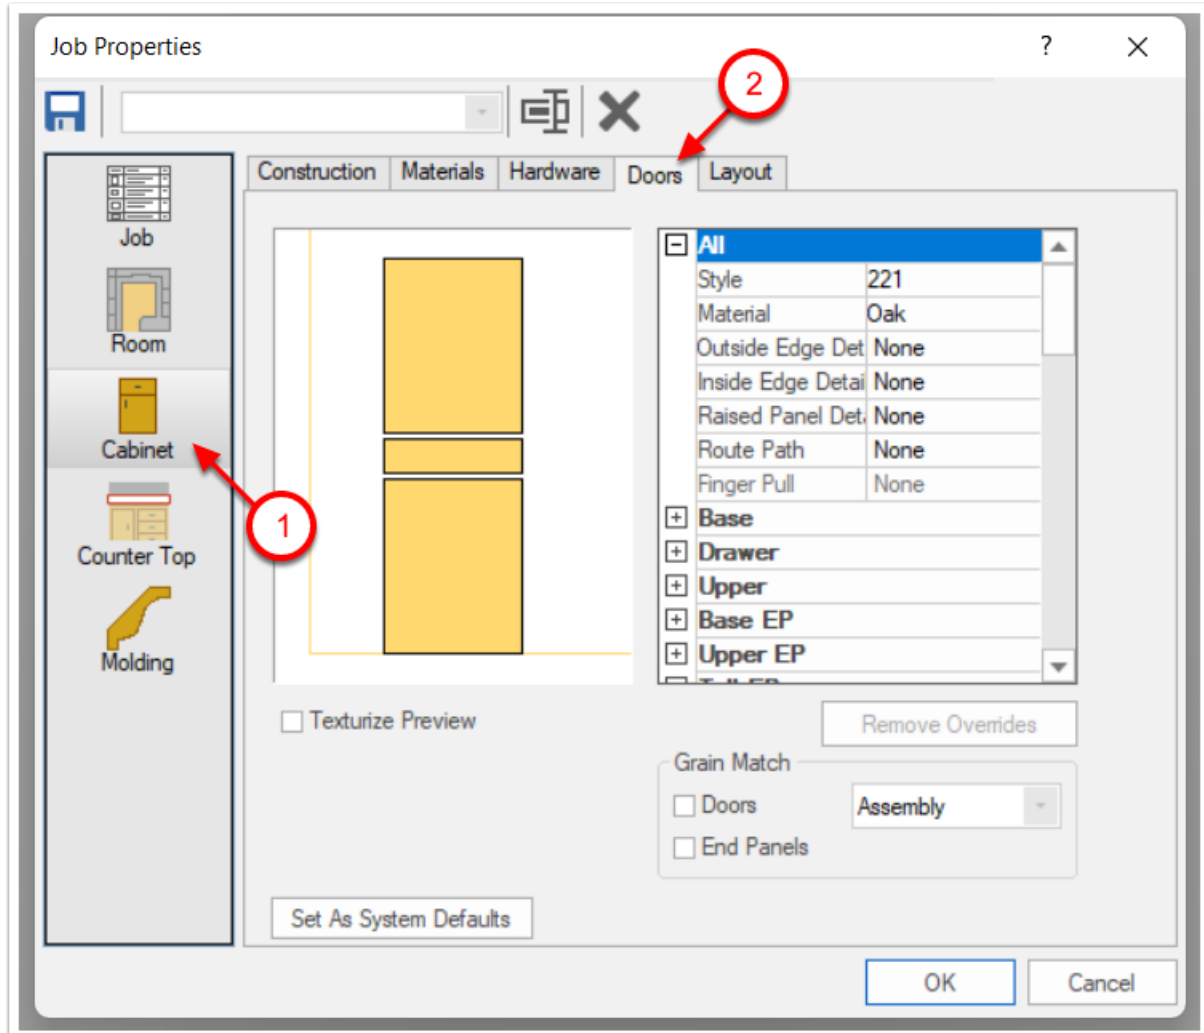 Job Properties
?
2
Construction Materials Hardware Doors Layout
Job
Room
Cabinet
Counter Top
Molding
1
All
Style 221
Material Oak
Outside Edge Det None
Inside Edge Detai None
Raised Panel Deta None
Route Path None
Finger Pull None
Base
Drawer
Upper
Base EP
Upper EP
Texturize Preview
Remove Overrides
Grain Match
Doors Assembly
End Panels
Set As System Defaults
OK Cancel